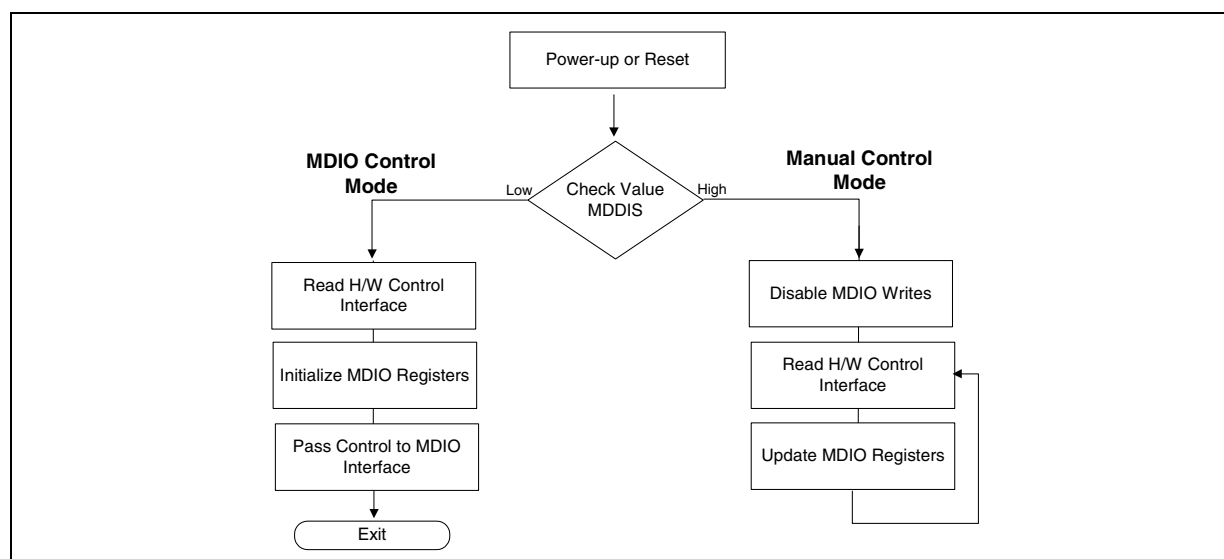 Power-up or Reset
MDIO Control
Mode
Manual Control
Mode
Low
Check Value
MDDIS
High
Read H/W Control
Interface
Initialize MDIO Registers
Pass Control to MDIO
Interface
Exit
Disable MDIO Writes
Read H/W Control
Interface
Update MDIO Registers